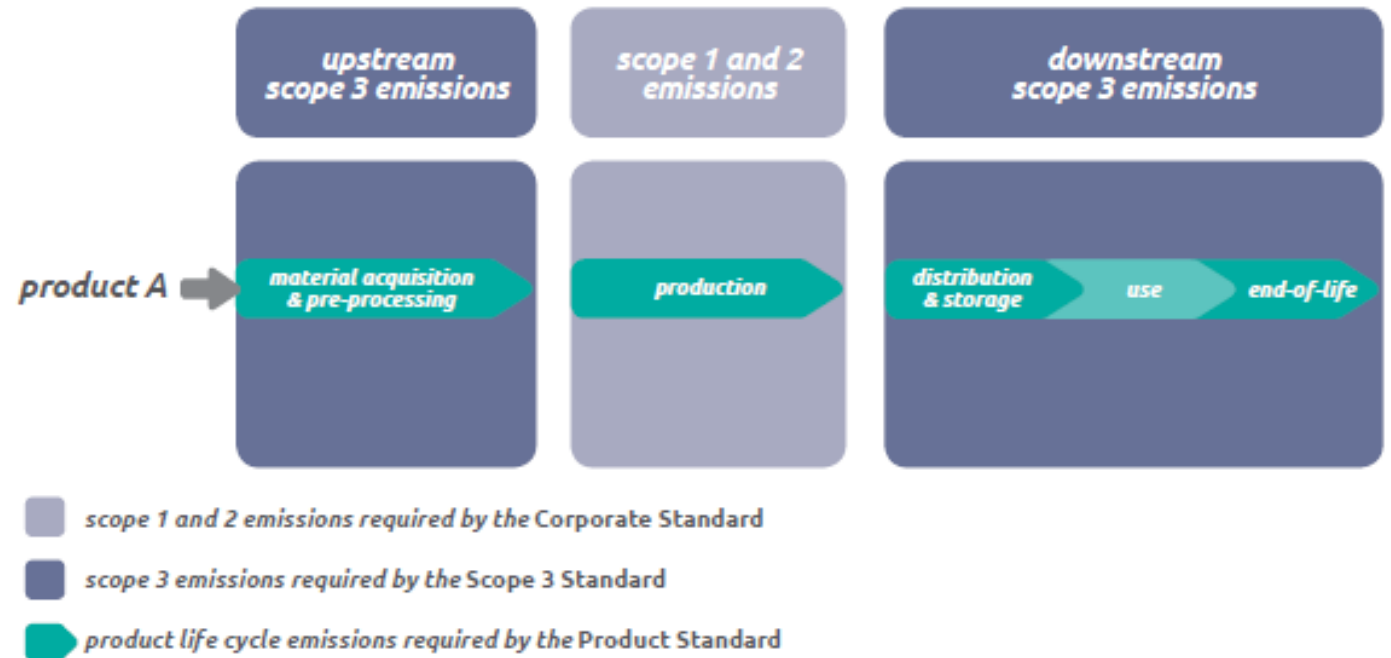 upstream
scope 3 emissions
scope 1 and 2
emissions
downstream
scope 3 emissions
product A
material acquisition
& pre-processing
production
distribution
& storage
use
end-of-life
scope 1 and 2 emissions required by the Corporate Standard
scope 3 emissions required by the Scope 3 Standard
product life cycle emissions required by the Product Standard